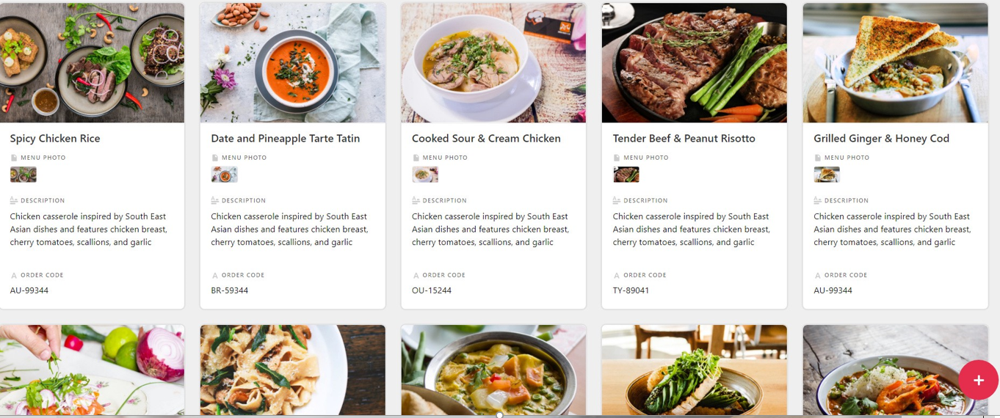 Spicy Chicken Rice
MENU PHOTO
DESCRIPTION
Chicken casserole inspired by South East
Asian dishes and features chicken breast,
cherry tomatoes, scallions, and garlic
ORDER CODE
AU-99344
Date and Pineapple Tarte Tatin
MENU PHOTO
DESCRIPTION
Chicken casserole inspired by South East
Asian dishes and features chicken breast,
cherry tomatoes, scallions, and garlic
ORDER CODE
BR-59344
Cooked Sour & Cream Chicken
MENU PHOTO
DESCRIPTION
Chicken casserole inspired by South East
Asian dishes and features chicken breast,
cherry tomatoes, scallions, and garlic
ORDER CODE
OU-15244
Tender Beef & Peanut Risotto
MENU PHOTO
DESCRIPTION
Chicken casserole inspired by South East
Asian dishes and features chicken breast,
cherry tomatoes, scallions, and garlic
ORDER CODE
TY-89041
Grilled Ginger & Honey Cod
MENU PHOTO
DESCRIPTION
Chicken casserole inspired by South East
Asian dishes and features chicken breast,
cherry tomatoes, scallions, and garlic
ORDER CODE
AU-99344